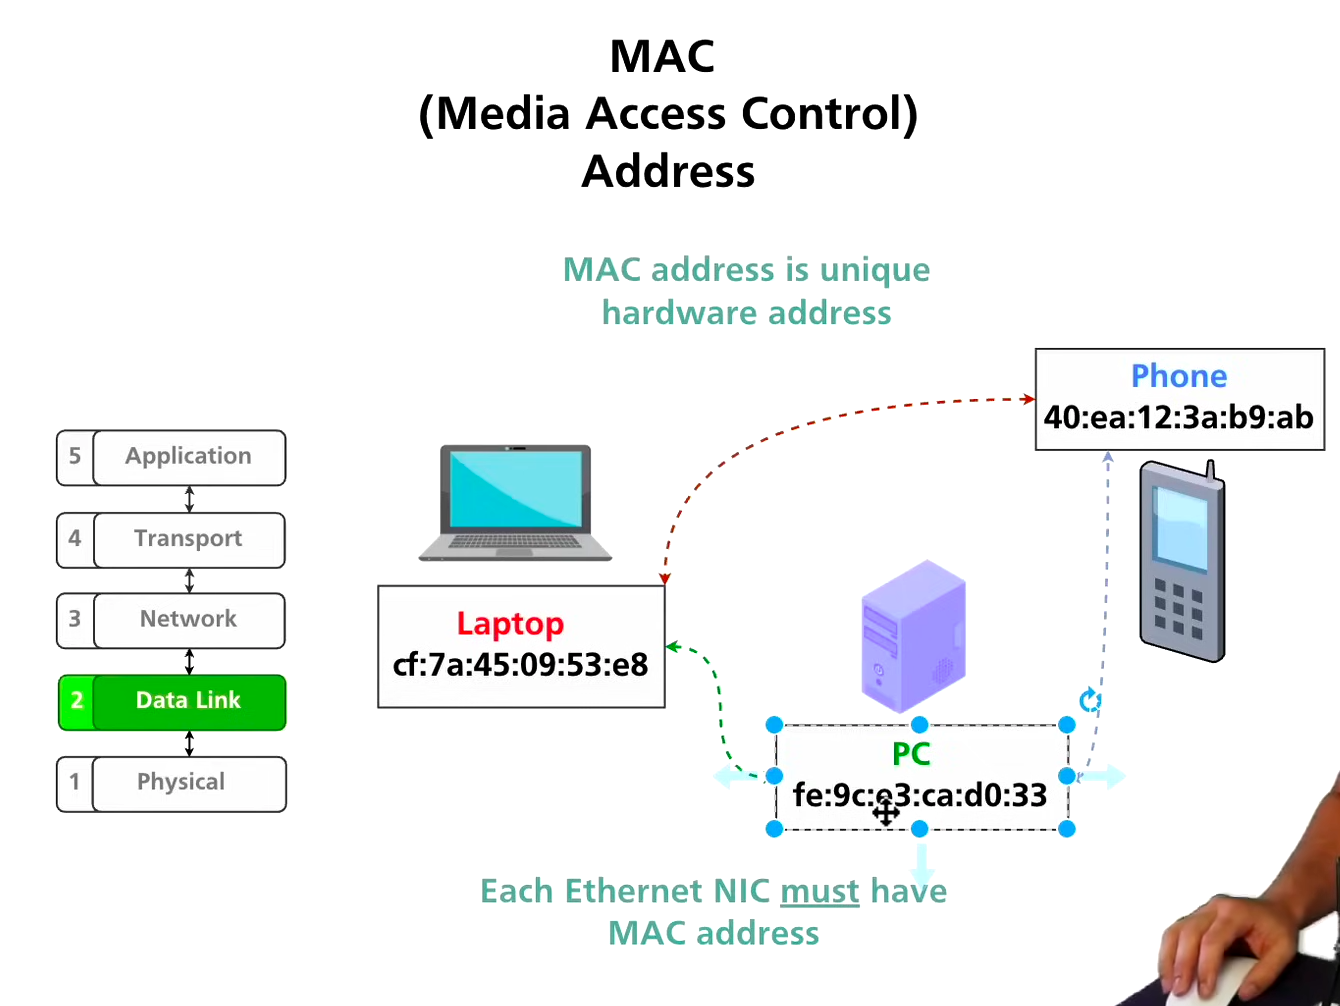 MAC
(Media Access Control)
Address
MAC address is unique
hardware address
Phone
40:ea:12:3a:b9:ab
5 Application
4 Transport
3 Network
2 Data Link
1 Physical
Laptop
cf:7a:45:09:53:e8
PC
fe:9c:e3:ca:d0:33
Each Ethernet NIC must have
MAC address